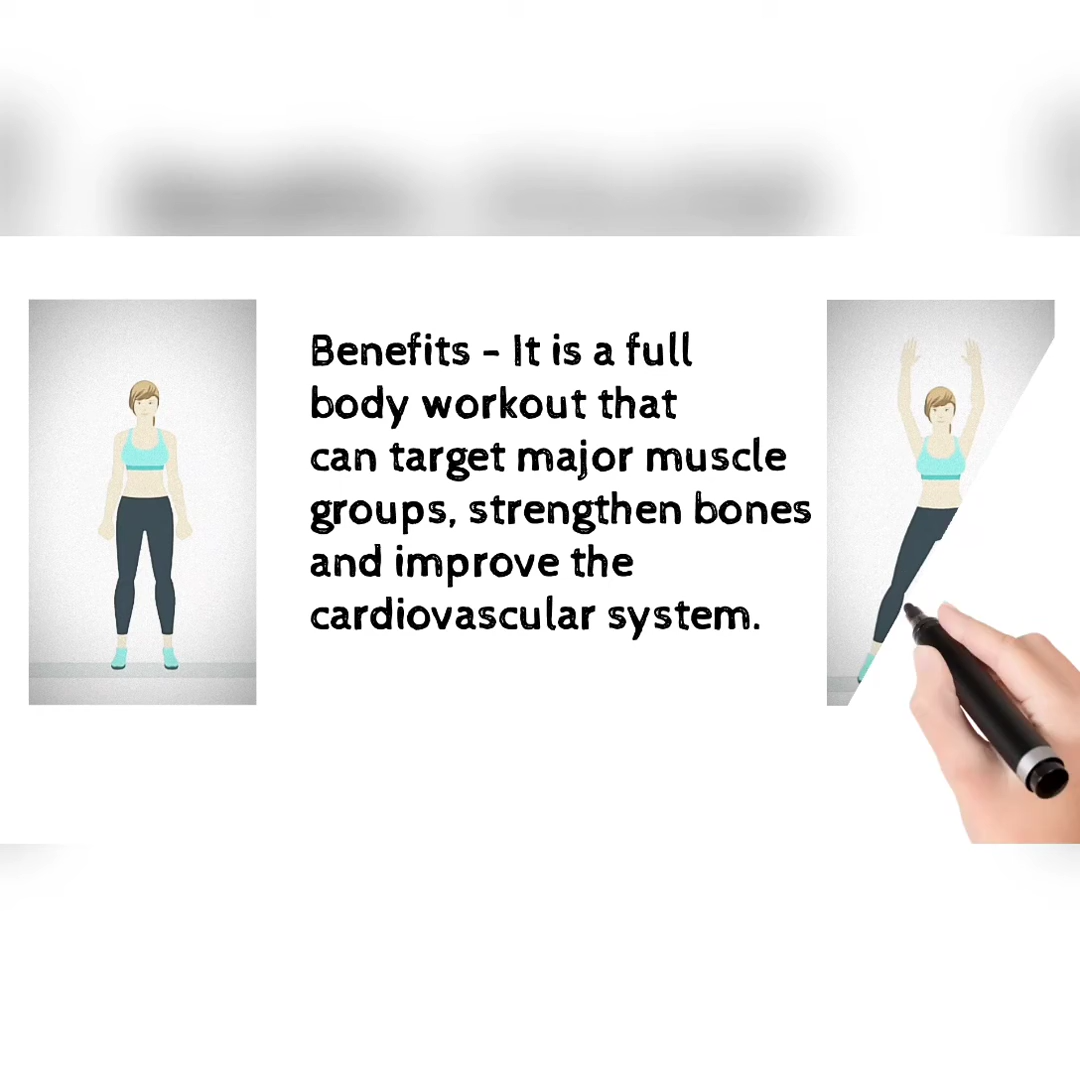 Benefits - It is a full
body workout that
can target major muscle
groups, strengthen bones
and improve the
cardiovascular system.